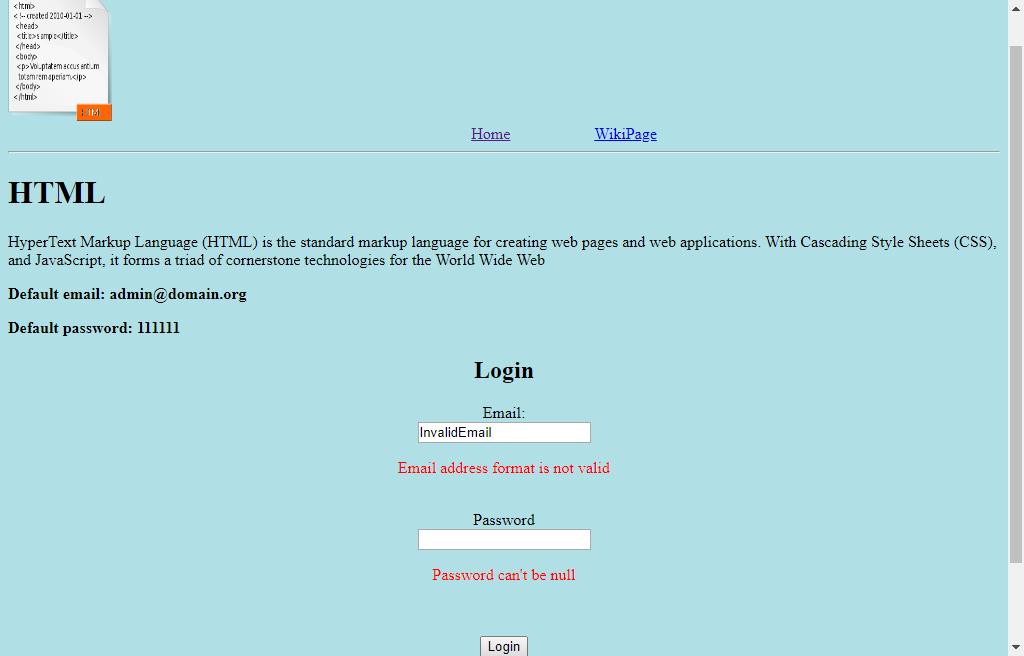 <html>
<!-- created 2010-01-01 -->
<head>
<title>sample</title>
</head>
<body>
<p>Voluptatem accusantium
totam rem aperiam.</p>
</body>
</html>
HTML
Home WikiPage
HTML
HyperText Markup Language (HTML) is the standard markup language for creating web pages and web applications. With Cascading Style Sheets (CSS),
and JavaScript, it forms a triad of cornerstone technologies for the World Wide Web
Default email: admin@domain.org
Default password: 111111
Login
Email:
InvalidEmail
Email address format is not valid
Password
Password can't be null
Login